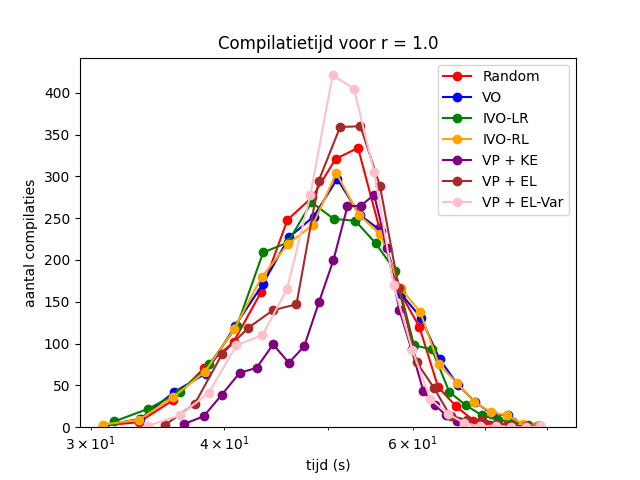 Compilatietijd voor r = 1.0
aantal compilaties
400
350
300
250
200
150
100
50
0
Random
VO
IVO-LR
IVO-RL
VP + KE
VP + EL
VP + EL-Var
3 × 10¹
4 × 10¹
6 × 10¹
tijd (s)